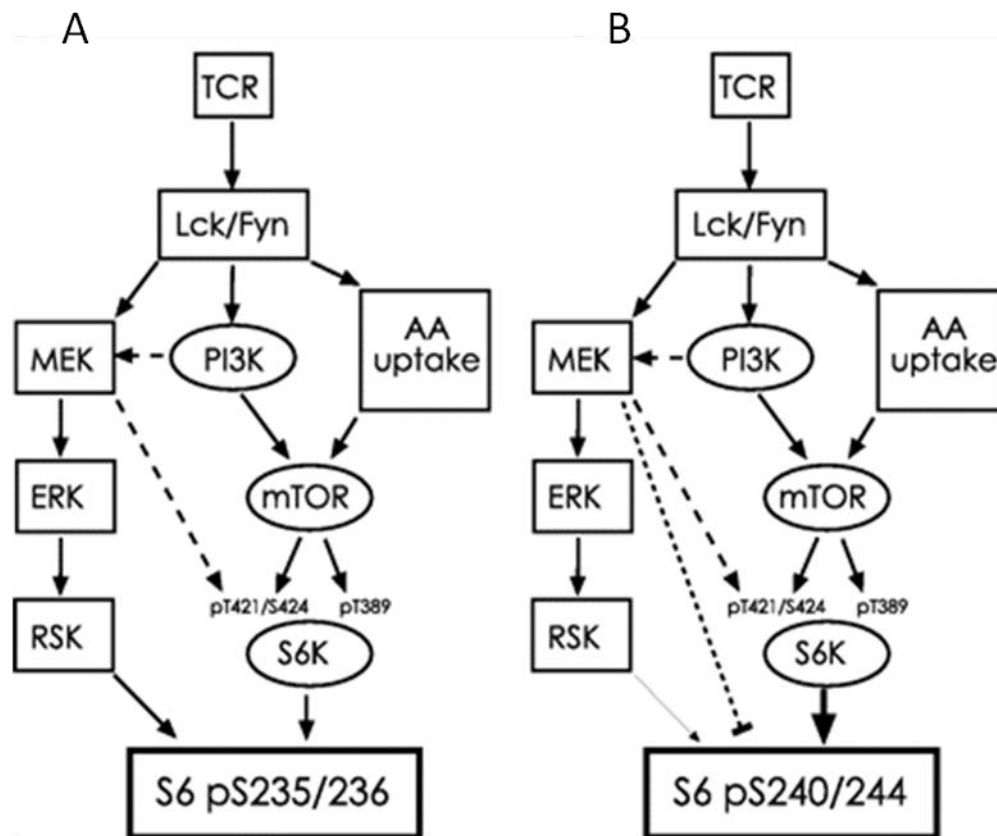 A
TCR
Lck/Fyn
MEK
PI3K
AA
uptake
ERK
mTOR
pT421/S424 pT389
RSK
S6K
S6 pS235/236
B
TCR
Lck/Fyn
MEK
PI3K
AA
uptake
ERK
mTOR
pT421/S424 pT389
RSK
S6K
S6 pS240/244